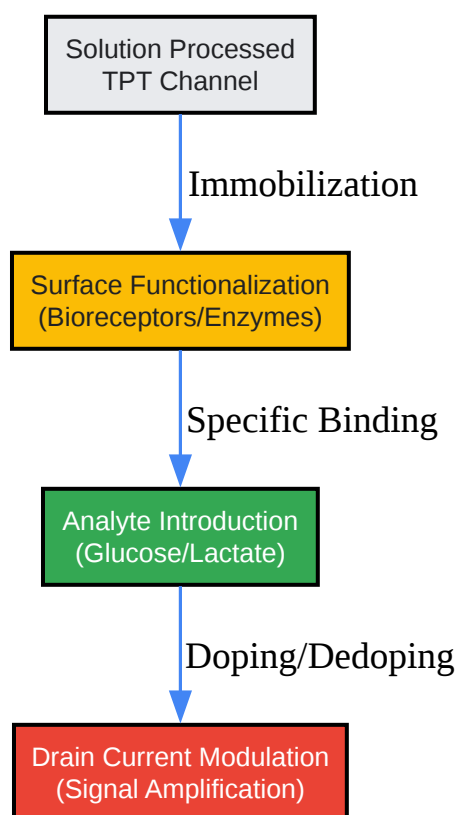 Solution Processed
TPT Channel
Immobilization
Surface Functionalization
(Bioreceptors/Enzymes)
Specific Binding
Analyte Introduction
(Glucose/Lactate)
Doping/Dedoping
Drain Current Modulation
(Signal Amplification)